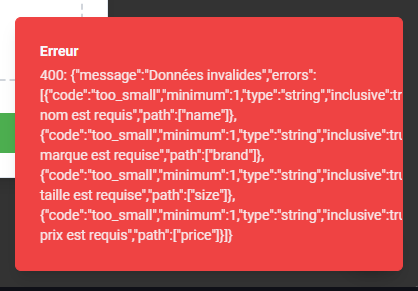 Erreur
400: {"message":"Données invalides","errors":
[{"code":"too_small","minimum":1,"type":"string","inclusive":tru
nom est requis","path":["name"]},
{"code":"too_small","minimum":1,"type":"string","inclusive":tru
marque est requise","path":["brand"]},
{"code":"too_small","minimum":1,"type":"string","inclusive":tru
taille est requise","path":["size"]},
{"code":"too_small","minimum":1,"type":"string","inclusive":tru
prix est requis","path":["price"]}]}